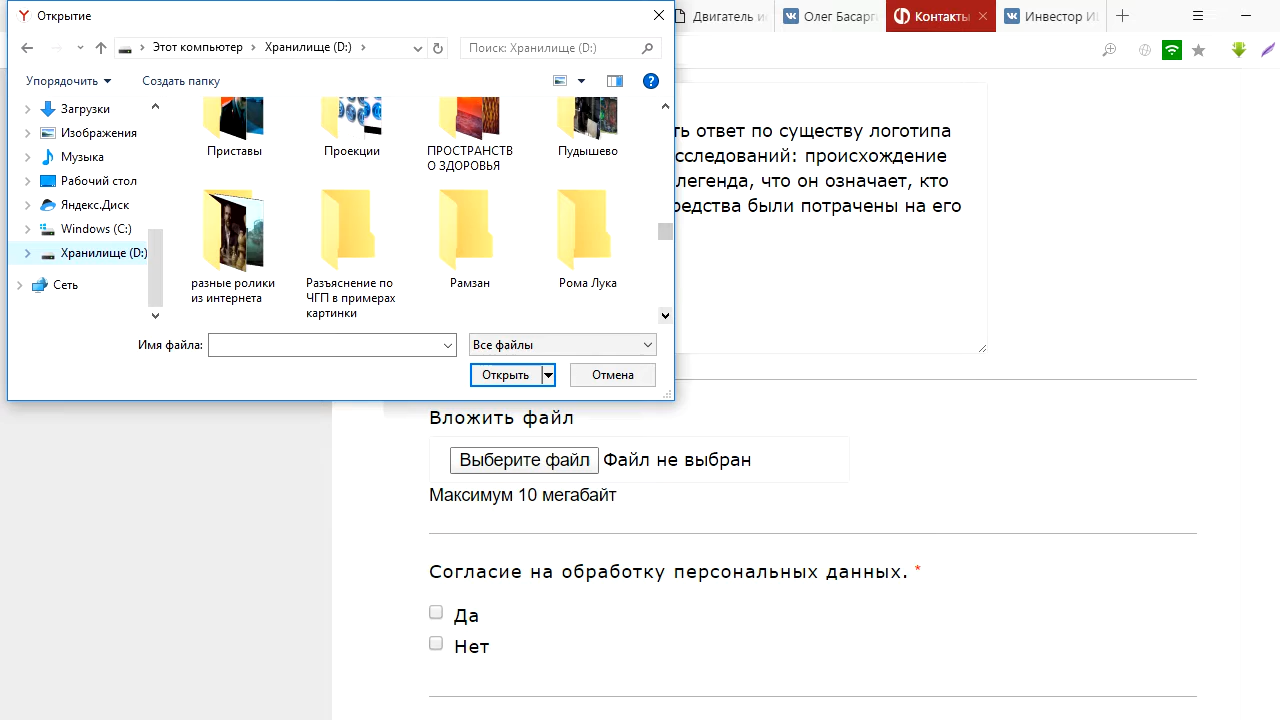 Открытие
Двигатель ис
Олег Басарги
Контакты
Инвестор ИЦ
Этот компьютер
Хранилище (D:)
Поиск: Хранилище (D:)
Упорядочить
Создать папку
Загрузки
Изображения
Музыка
Рабочий стол
Яндекс.Диск
Windows (C:)
Хранилище (D:)
Сеть
Приставы
Проекции
ПРОСТРАНСТВ
О ЗДОРОВЬЯ
Пудышево
разные ролики
из интернета
Разъяснение по
ЧГП в примерах
картинки
Рамзан
Рома Лука
Имя файла:
Все файлы
Открыть
Отмена
ть ответ по существу логотипа
сследований: происхождение
легенда, что он означает, кто
редства были потрачены на его
Вложить файл
Выберите файл
Файл не выбран
Максимум 10 мегабайт
Согласие на обработку персональных данных. *
Да
Нет